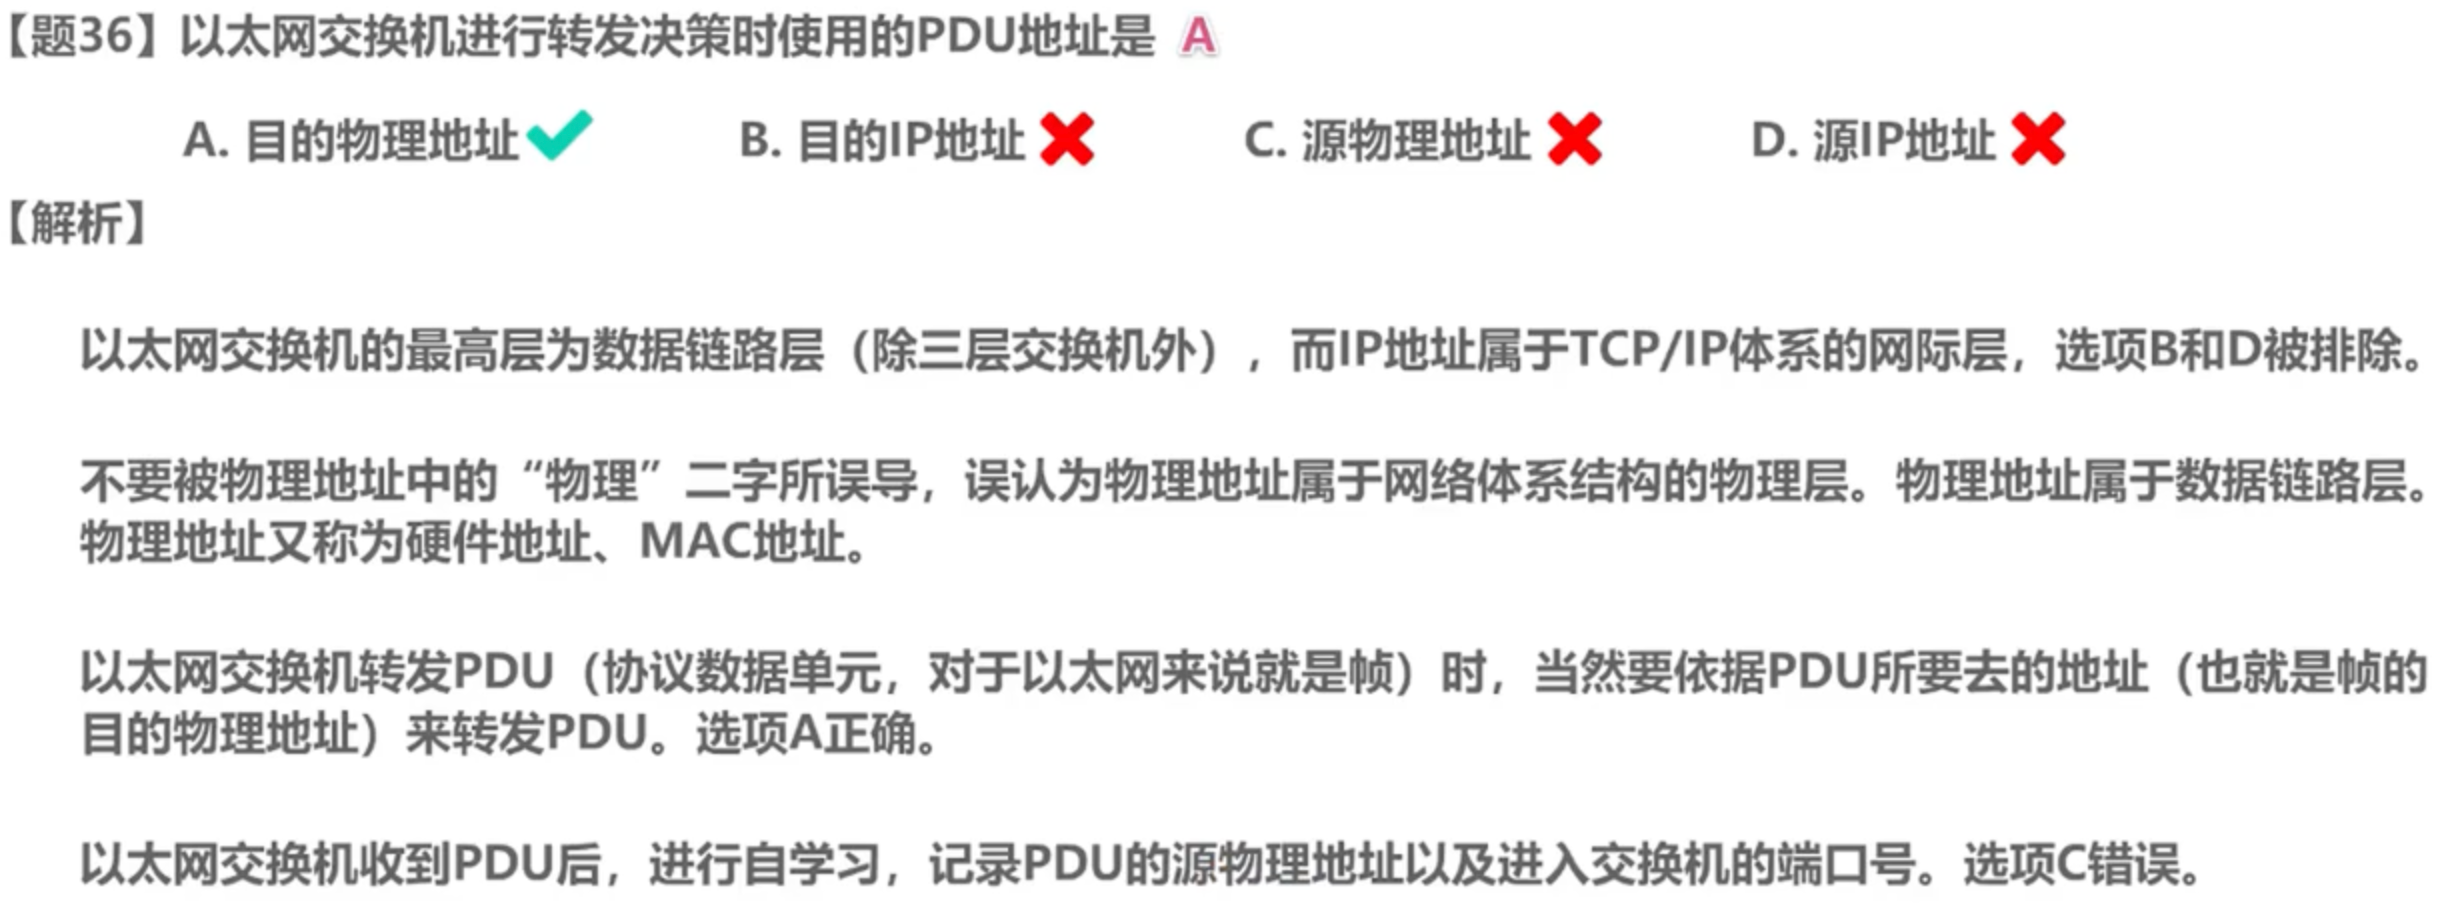 【题36】以太网交换机进行转发决策时使用的PDU地址是 A
A. 目的物理地址 B. 目的IP地址 C. 源物理地址 D. 源IP地址
【解析】
以太网交换机的最高层为数据链路层（除三层交换机外），而IP地址属于TCP/IP体系的网际层，选项B和D被排除。
不要被物理地址中的“物理”二字所误导，误认为物理地址属于网络体系结构的物理层。物理地址属于数据链路层。
物理地址又称为硬件地址、MAC地址。
以太网交换机转发PDU（协议数据单元，对于以太网来说就是帧）时，当然要依据PDU所要去的地址（也就是帧的
目的物理地址）来转发PDU。选项A正确。
以太网交换机收到PDU后，进行自学习，记录PDU的源物理地址以及进入交换机的端口号。选项C错误。